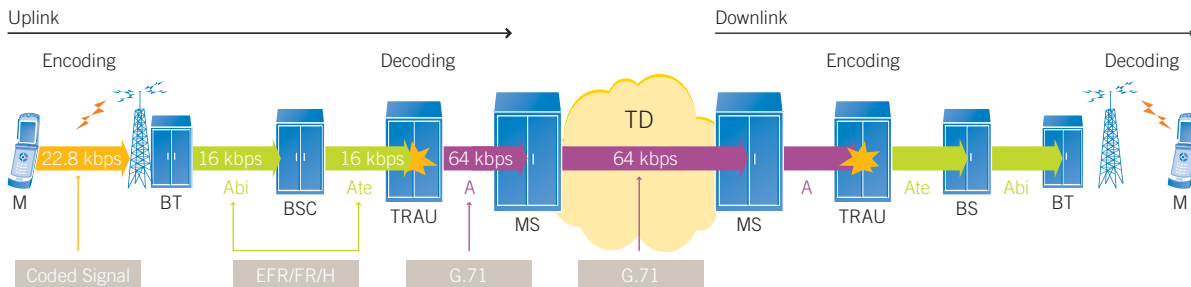 Uplink
Downlink
Encoding
Decoding
Encoding
Decoding
TD
22.8 kbps
16 kbps
16 kbps
64 kbps
64 kbps
Abi
Ate
A
A
Ate
Abi
M
BT
BSC
TRAU
MS
MS
TRAU
BS
BT
M
Coded Signal
EFR/FR/H
G.71
G.71